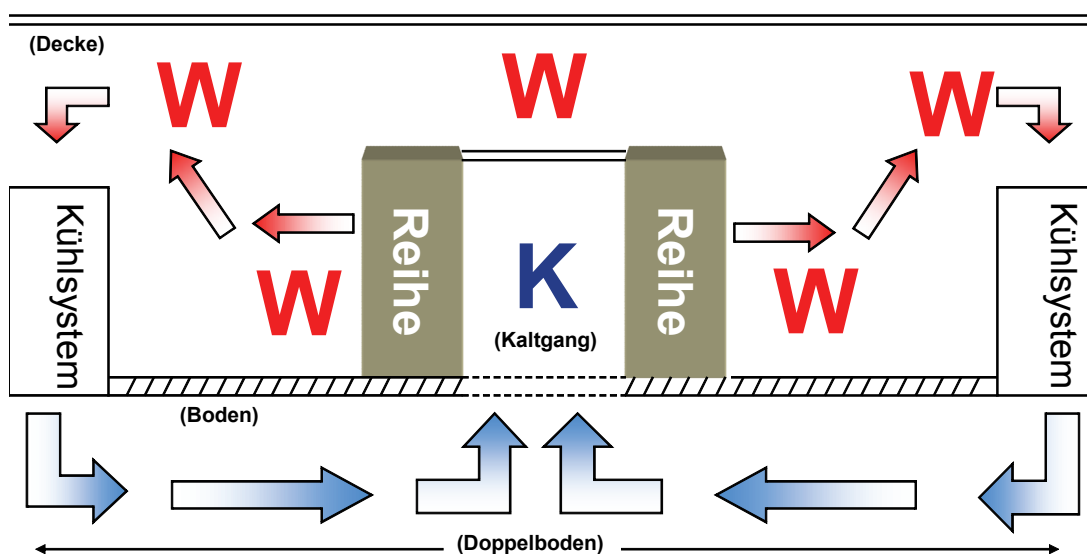 (Decke)
W
W
W
Kühlsystem
Reihe
W
K
(Kaltgang)
Reihe
W
Kühlsystem
(Boden)
(Doppelboden)